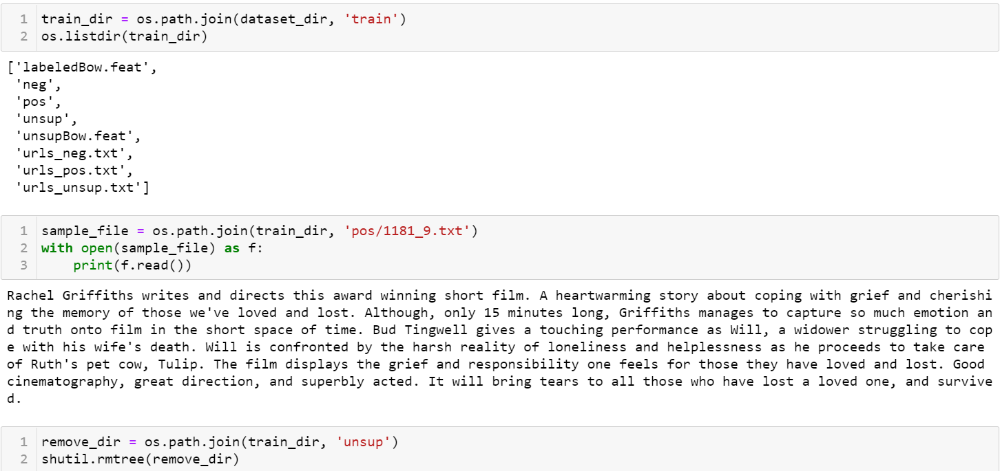 1 train_dir = os.path.join(dataset_dir, 'train')
2 os.listdir(train_dir)
['labeledBow.feat',
 'neg',
 'pos',
 'unsup',
 'unsupBow.feat',
 'urls_neg.txt',
 'urls_pos.txt',
 'urls_unsup.txt']
1 sample_file = os.path.join(train_dir, 'pos/1181_9.txt')
2 with open(sample_file) as f:
3     print(f.read())
Rachel Griffiths writes and directs this award winning short film. A heartwarming story about coping with grief and cherishi
ng the memory of those we've loved and lost. Although, only 15 minutes long, Griffiths manages to capture so much emotion an
d truth onto film in the short space of time. Bud Tingwell gives a touching performance as Will, a widower struggling to cop
e with his wife's death. Will is confronted by the harsh reality of loneliness and helplessness as he proceeds to take care
of Ruth's pet cow, Tulip. The film displays the grief and responsibility one feels for those they have loved and lost. Good
cinematography, great direction, and superbly acted. It will bring tears to all those who have lost a loved one, and survive
d.
1 remove_dir = os.path.join(train_dir, 'unsup')
2 shutil.rmtree(remove_dir)